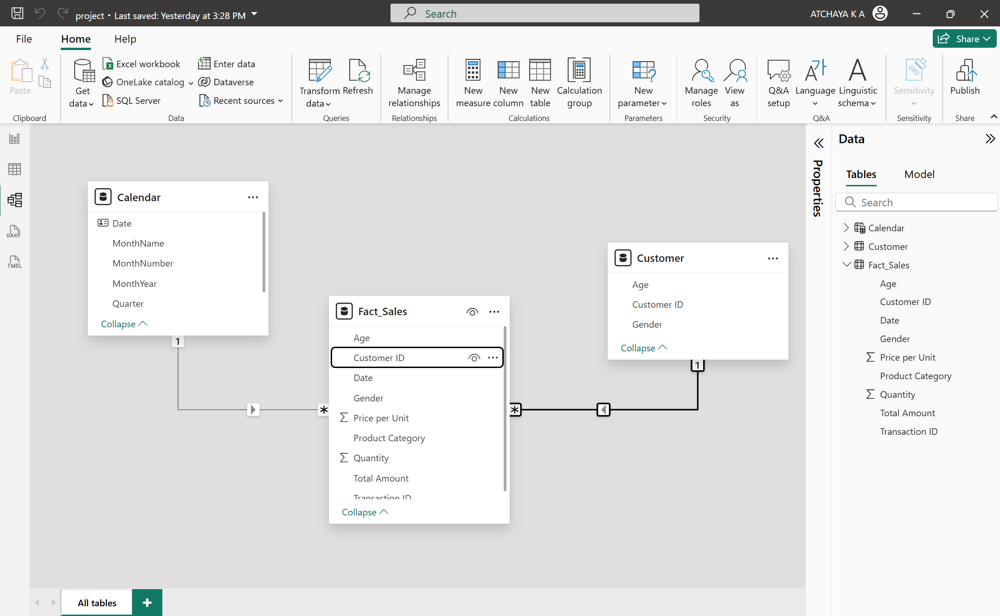 project • Last saved: Yesterday at 3:28 PM
Search
ATCHAYA K A
File
Home
Help
Share
Paste
Clipboard
Get data
Excel workbook
OneLake catalog
SQL Server
Enter data
Dataverse
Recent sources
Data
Transform data
Refresh
Queries
Manage relationships
Relationships
New measure
New column
New table
Calculation group
Calculations
New parameter
Parameters
Manage roles
View as
Security
Q&A setup
Language
Linguistic schema
Q&A
Sensitivity
Sensitivity
Publish
Share
DAX
TMDL
Calendar
Date
MonthName
MonthNumber
MonthYear
Quarter
Collapse
1
Fact_Sales
Age
Customer ID
Date
Gender
Price per Unit
Product Category
Quantity
Total Amount
Transaction ID
Collapse
*
*
Customer
Age
Customer ID
Gender
Collapse
1
Properties
Data
Tables
Model
Search
Calendar
Customer
Fact_Sales
Age
Customer ID
Date
Gender
Σ Price per Unit
Product Category
Σ Quantity
Total Amount
Transaction ID
All tables